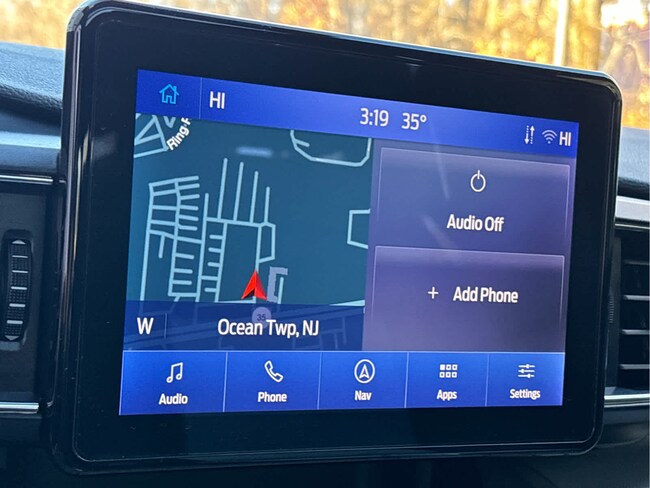 HI
3:19 35°
HI
Ring
Audio Off
+ Add Phone
35
W
Ocean Twp, NJ
Audio
Phone
Nav
Apps
Settings